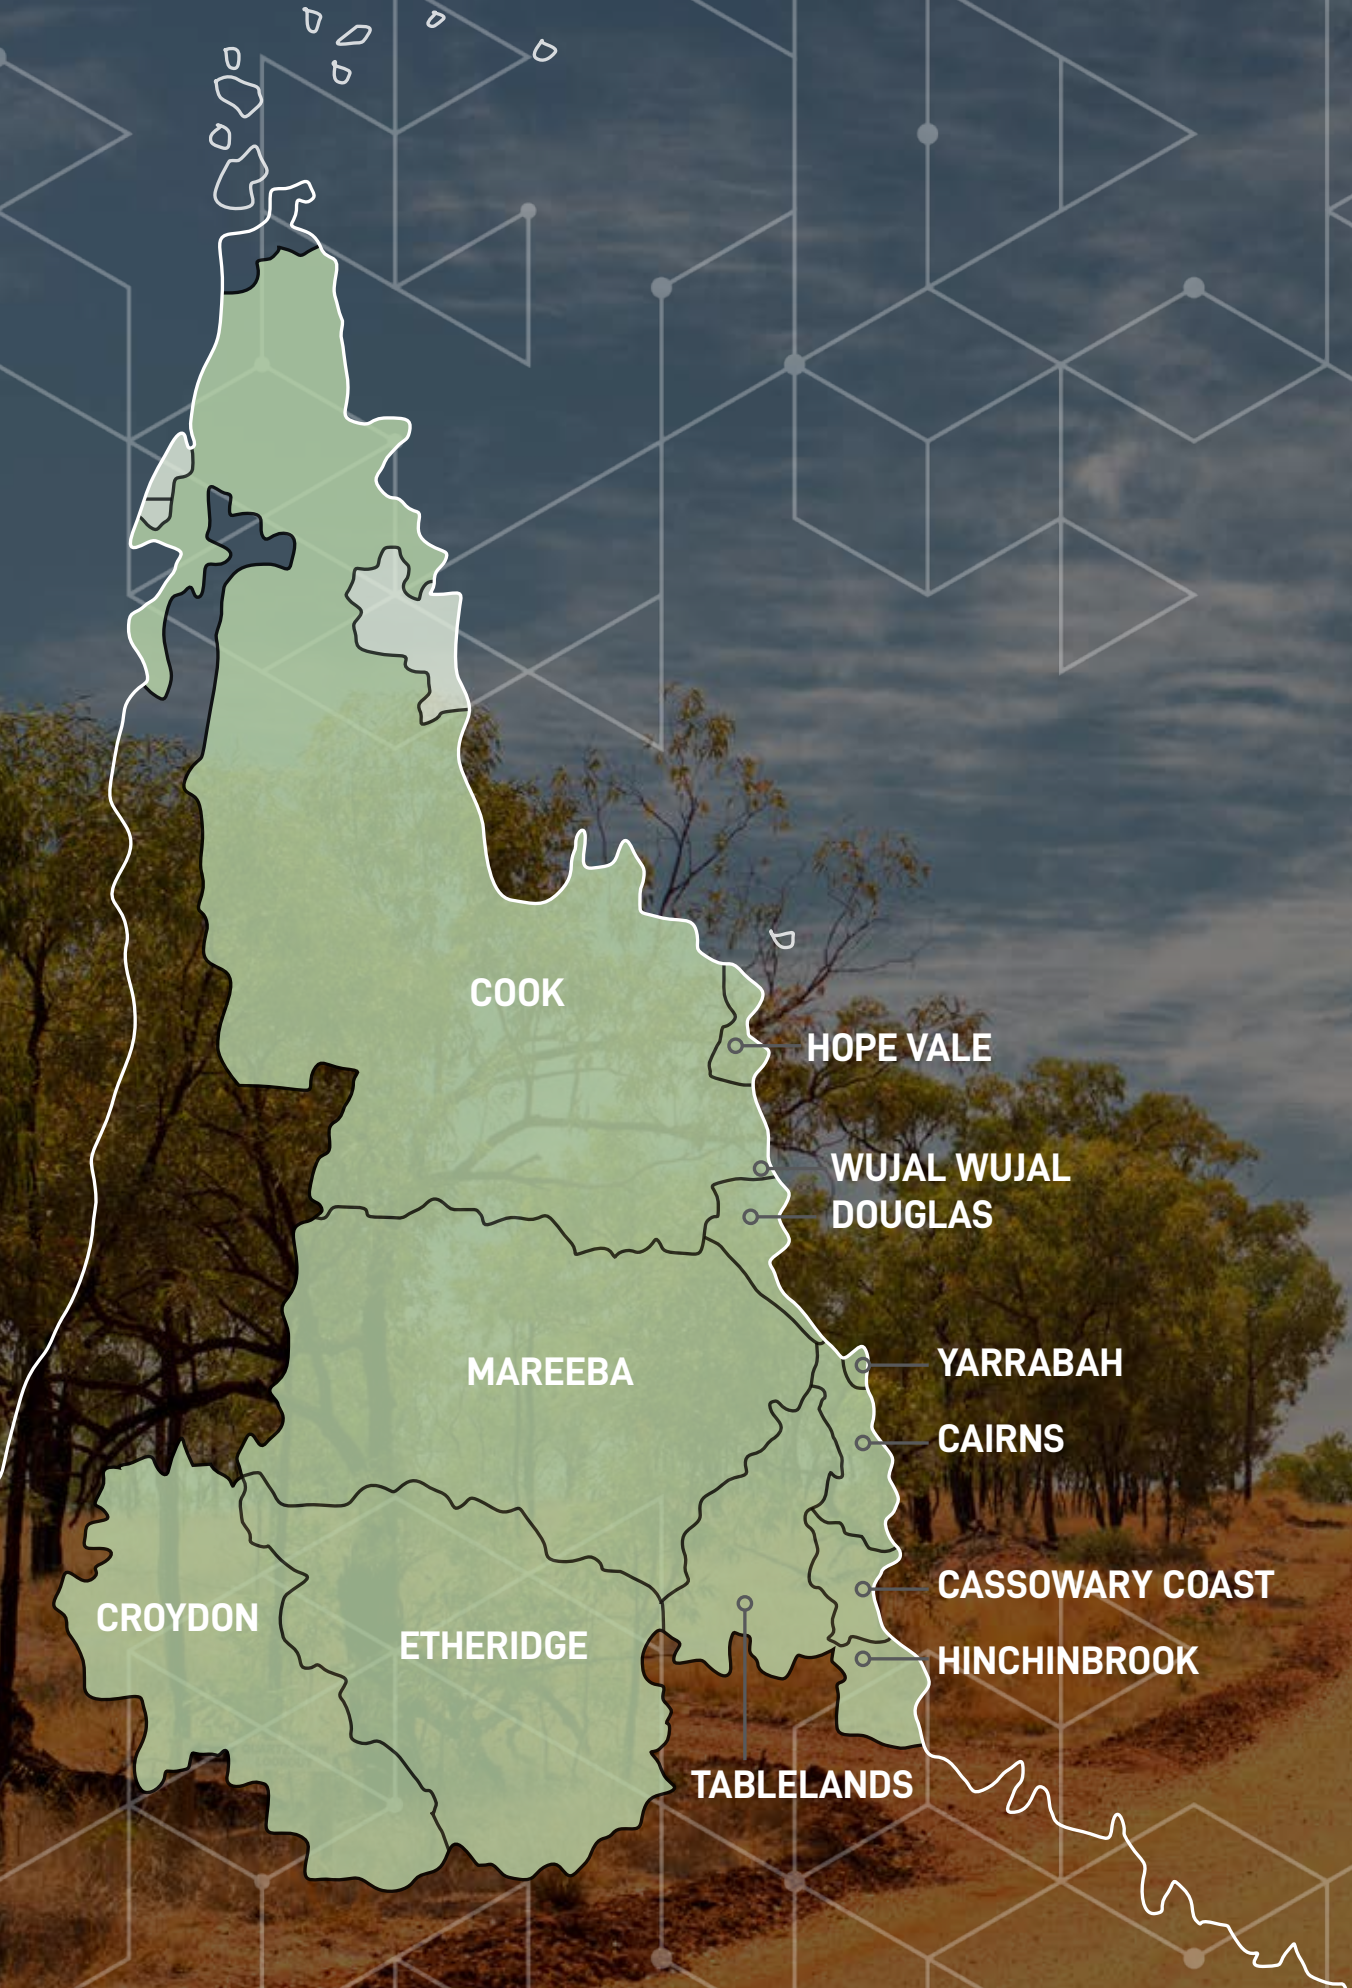 COOK
HOPE VALE
WUJAL WUJAL
DOUGLAS
YARRABAH
MAREEBA
CAIRNS
CASSOWARY COAST
CROYDON
ETHERIDGE
HINCHINBROOK
TABLELANDS